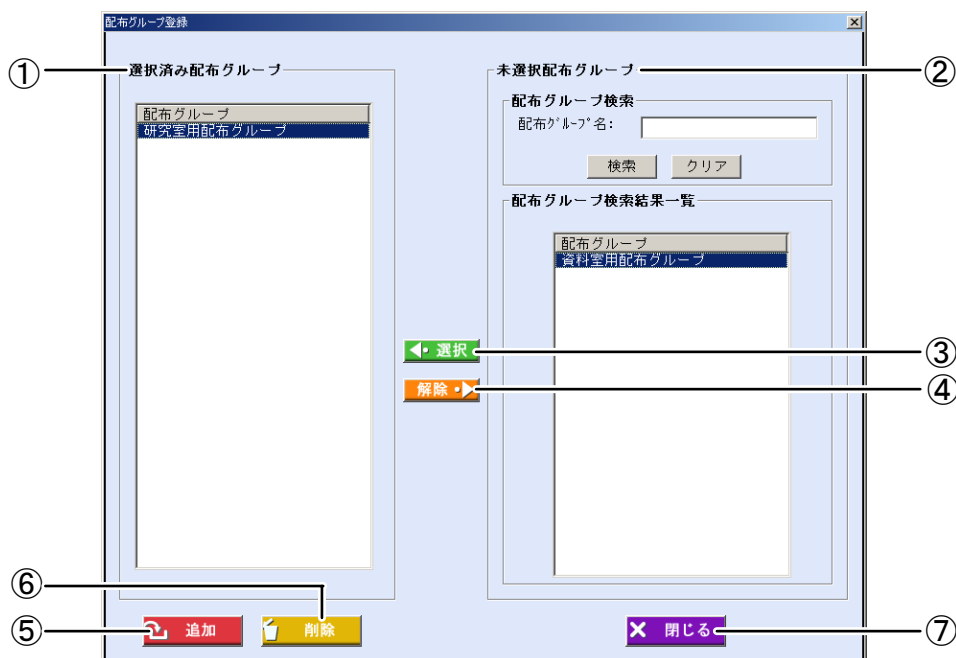 配布グループ登録
① 選択済み配布グループ
配布グループ
研究室用配布グループ
未選択配布グループ ②
配布グループ検索
配布グループ名:
検索 クリア
配布グループ検索結果一覧
配布グループ
資料室用配布グループ
選択 ③
解除 ④
⑥
⑤ 追加 削除
閉じる ⑦